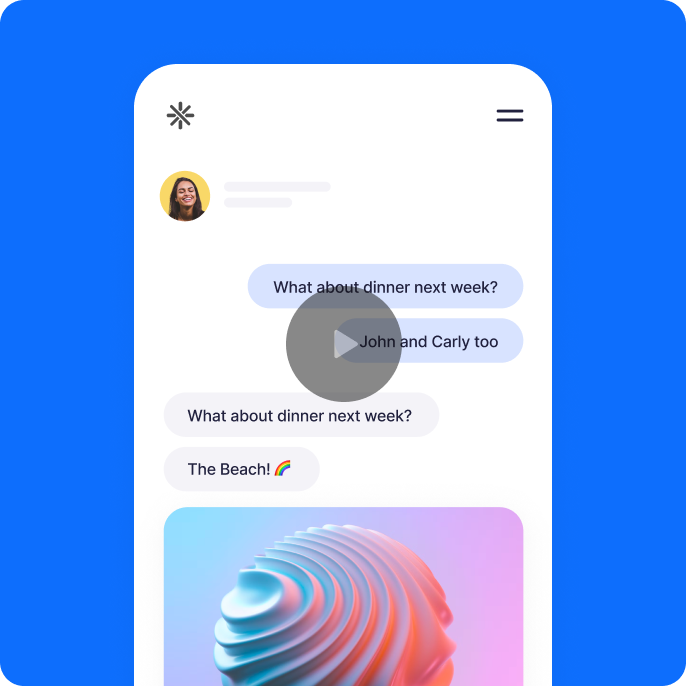 What about dinner next week?
John and Carly too
What about dinner next week?
The Beach! 🌈